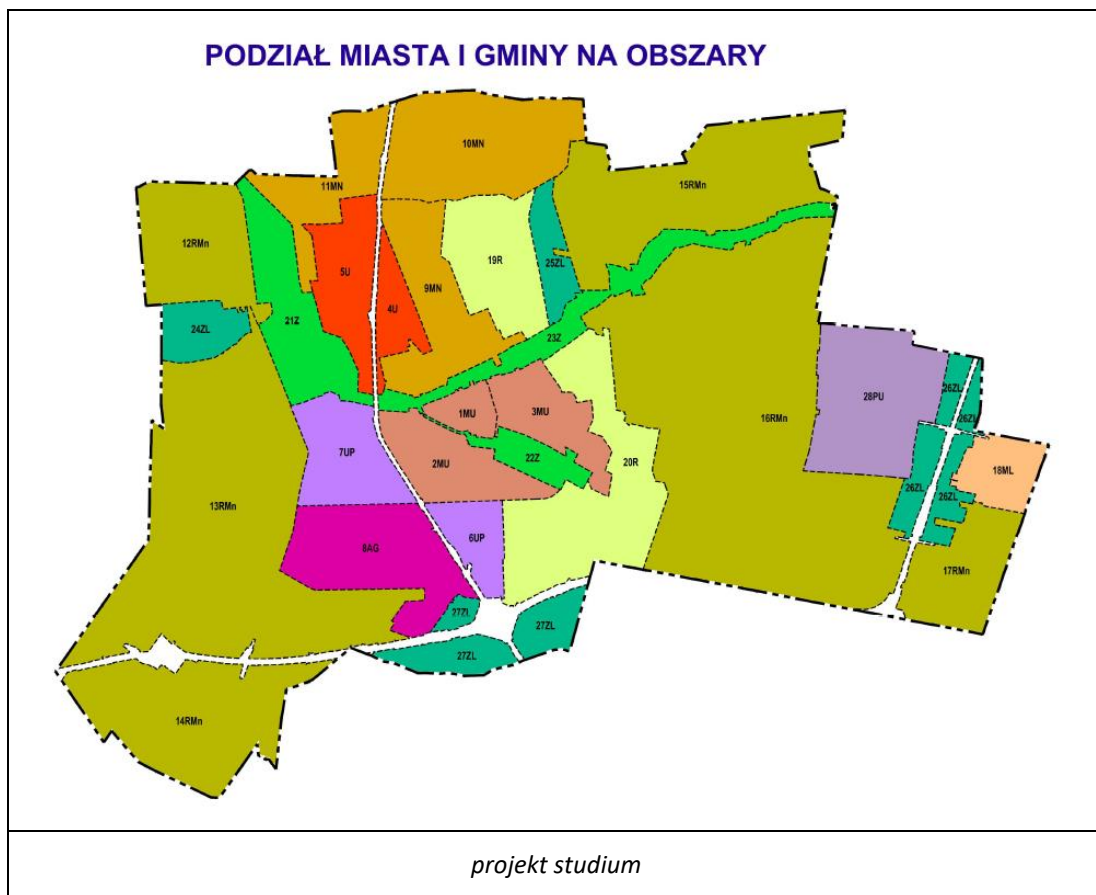 PODZIAŁ MIASTA I GMINY NA OBSZARY
10MN
11MN
15RMn
12RMn
19R
25ZL
5U
9MN
4U
21Z
24ZL
23Z
26ZL
28PU
1MU
3MU
16RMn
26ZL
18ML
7UP
2MU
22Z
20R
26ZL
26ZL
13RMn
6UP
8AG
17RMn
27ZL
27ZL
27ZL
14RMn
projekt studium